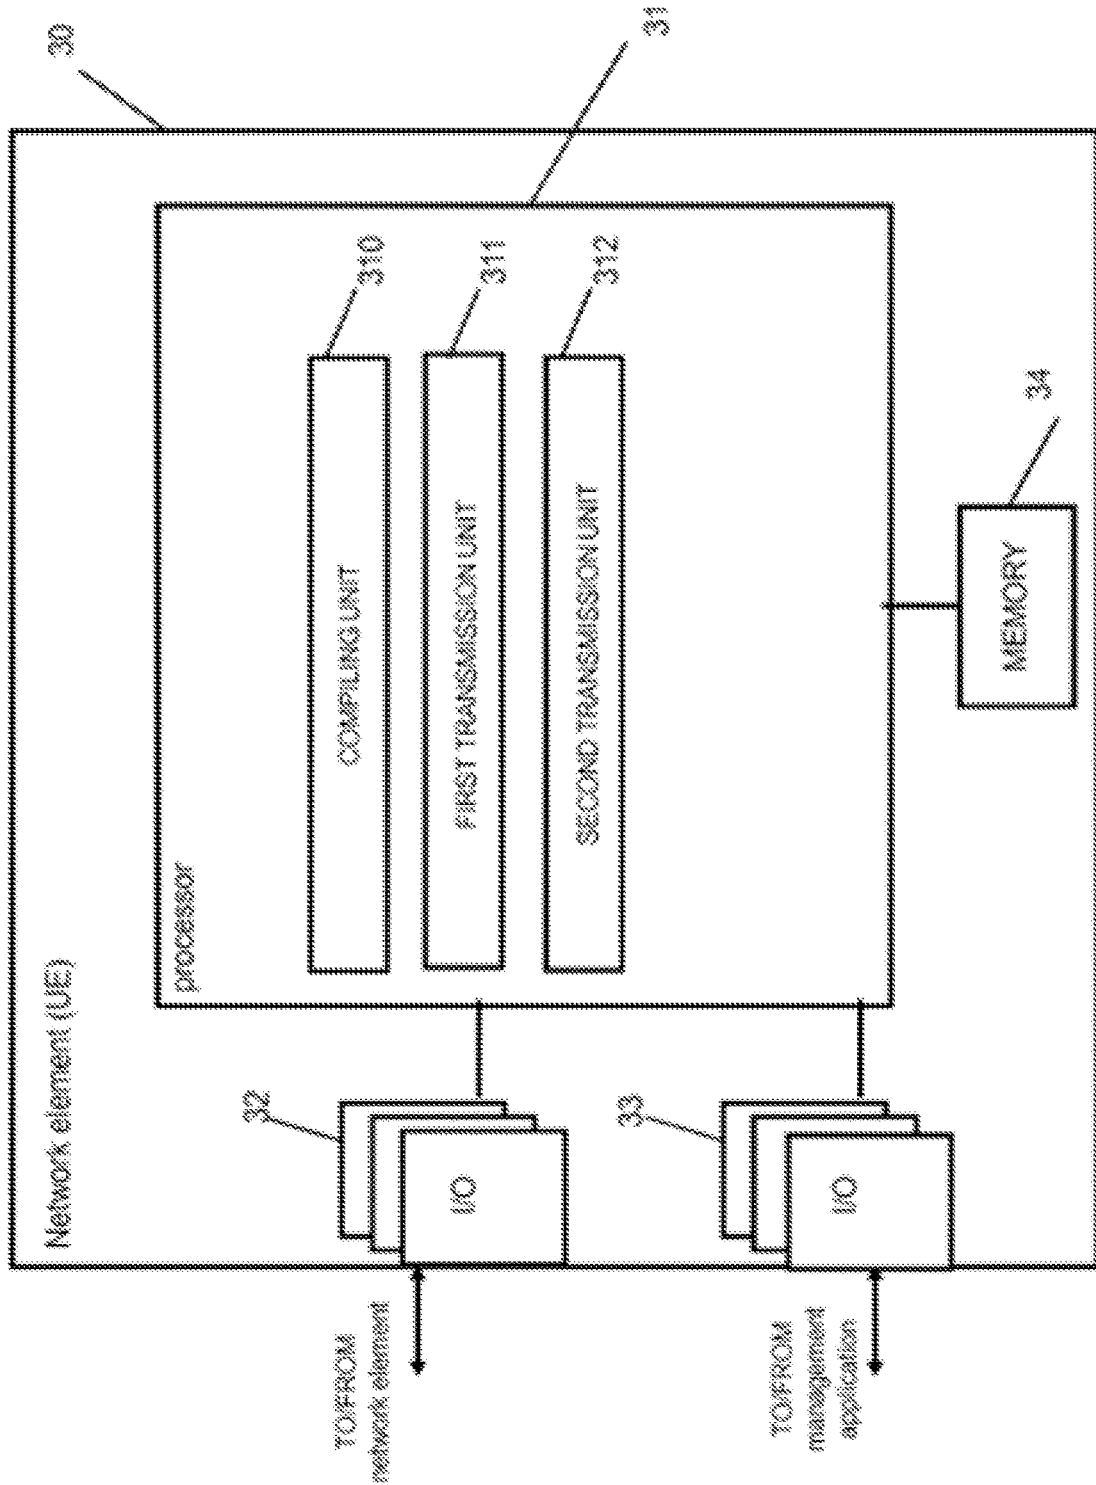 30
Network element (UE)
31
processor
310
COMPILING UNIT
311
FIRST TRANSMISSION UNIT
312
SECOND TRANSMISSION UNIT
32
I/O
TO/FROM
network element
33
I/O
TO/FROM
management
application
34
MEMORY